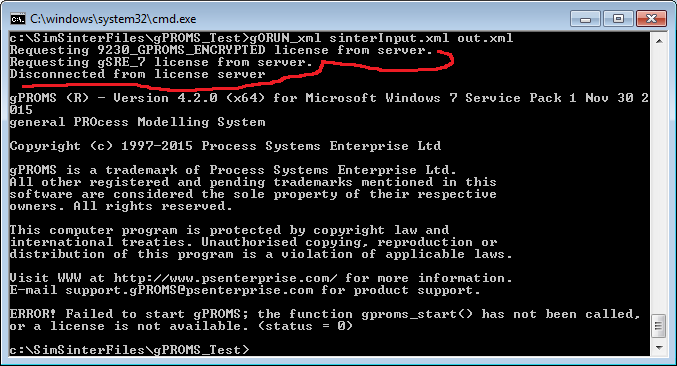 C:\windows\system32\cmd.exe
c:\SimSinterFiles\gPROMS_Test>gORUN_xml sinterInput.xml out.xml
Requesting 9230_GPROMS_ENCRYPTED license from server.
Requesting gSRE_7 license from server.
Disconnected from license server
gPROMS (R) - Version 4.2.0 (x64) for Microsoft Windows 7 Service Pack 1 Nov 30 2
015
general PROcess Modelling System
Copyright (c) 1997-2015 Process Systems Enterprise Ltd
gPROMS is a trademark of Process Systems Enterprise Ltd.
All other registered and pending trademarks mentioned in this
software are considered the sole property of their respective
owners. All rights reserved.
This computer program is protected by copyright law and
international treaties. Unauthorised copying, reproduction or
distribution of this program is a violation of applicable laws.
Visit WWW at http://www.psenterprise.com/ for more information.
E-mail support.gPROMS@psenterprise.com for product support.
ERROR! Failed to start gPROMS; the function gproms_start() has not been called,
or a license is not available. (status = 0)
c:\SimSinterFiles\gPROMS_Test>